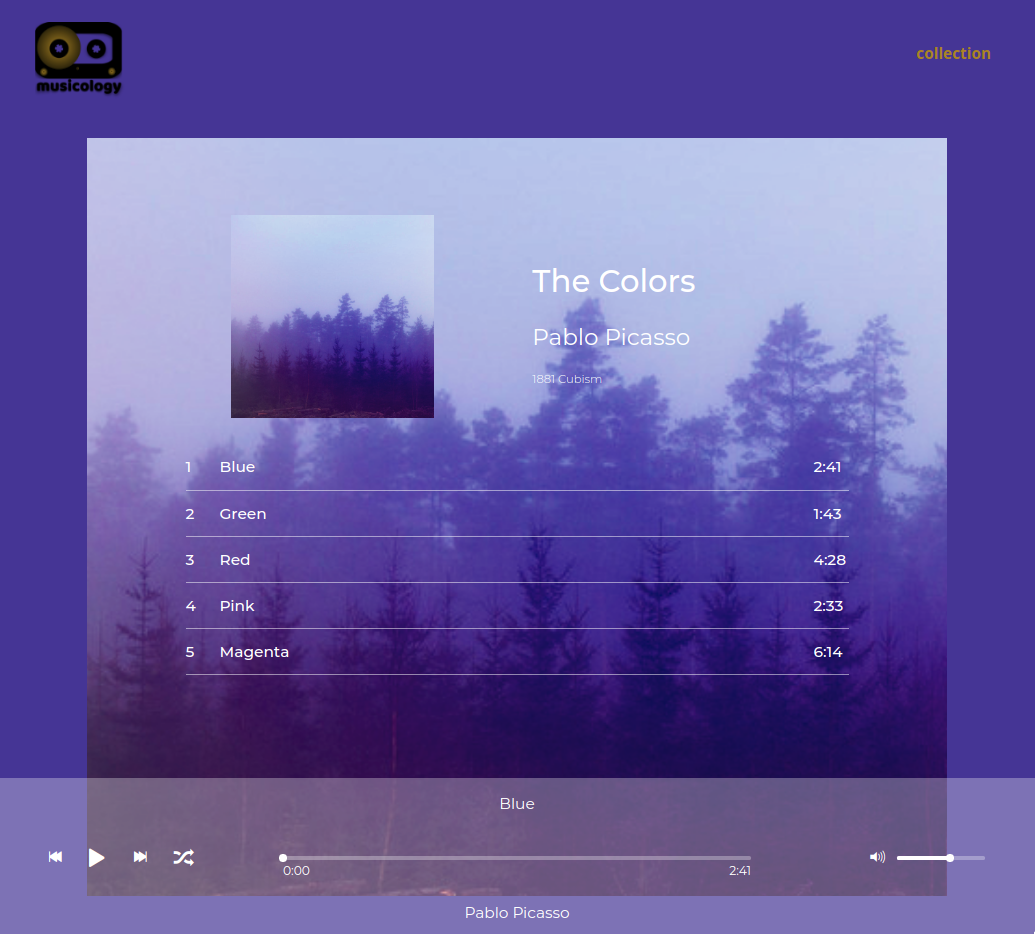 musicology
collection
The Colors
Pablo Picasso
1881 Cubism
1 Blue 2:41
2 Green 1:43
3 Red 4:28
4 Pink 2:33
5 Magenta 6:14
Blue
0:00 2:41
Pablo Picasso